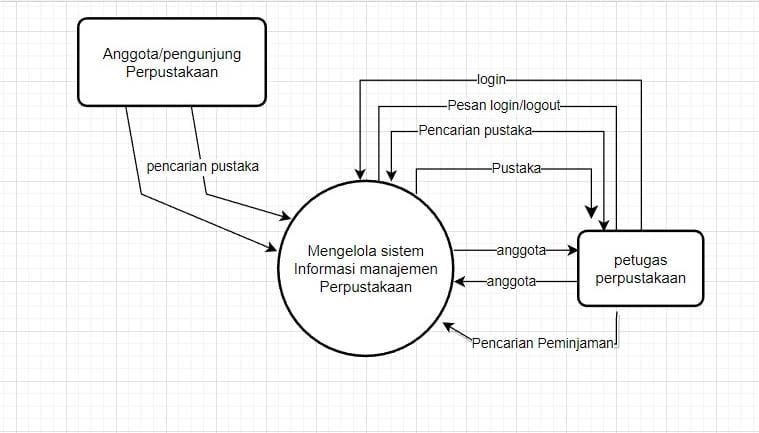 Anggota/pengunjung
Perpustakaan
login
Pesan login/logout
Pencarian pustaka
pencarian pustaka
Pustaka
Mengelola sistem
Informasi manajemen
Perpustakaan
anggota
anggota
petugas
perpustakaan
Pencarian Peminjaman